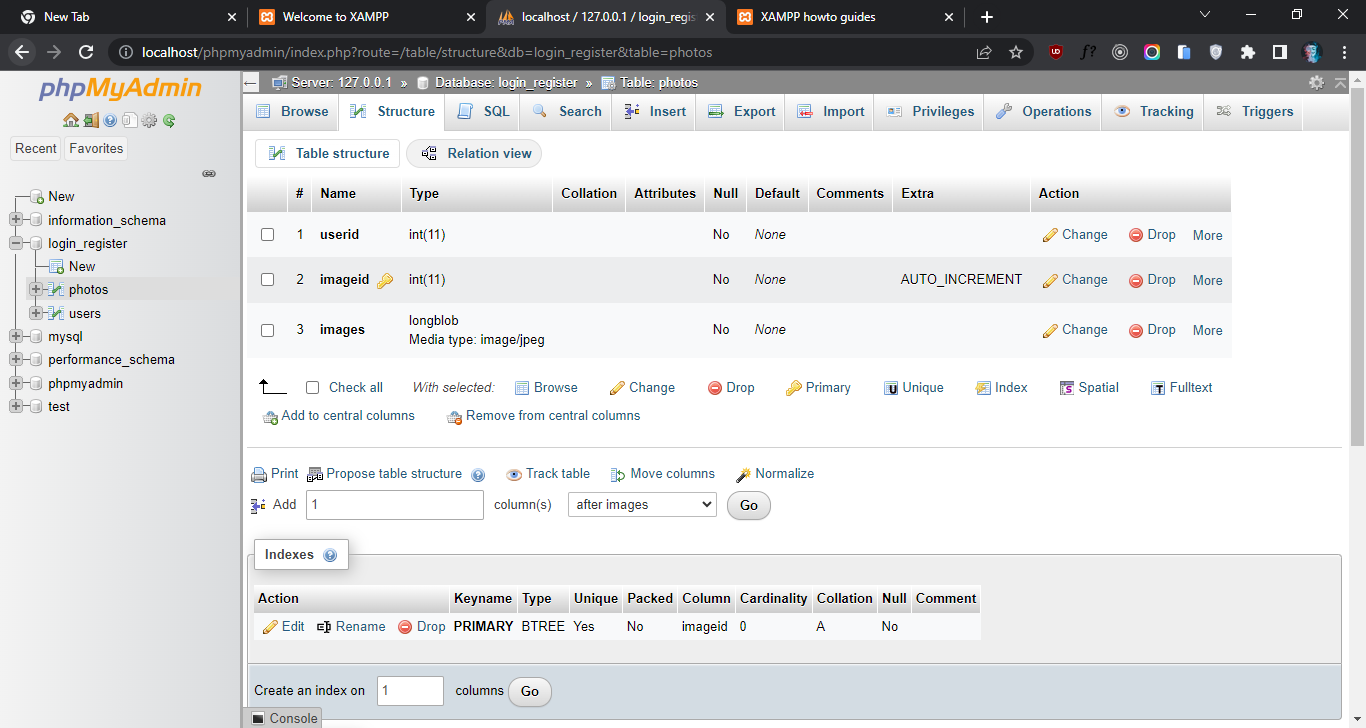 New Tab
Welcome to XAMPP
localhost / 127.0.0.1 / login_regis
XAMPP howto guides
localhost/phpmyadmin/index.php?route=/table/structure&db=login_register&table=photos
phpMyAdmin
Recent Favorites
New
information_schema
login_register
New
photos
users
mysql
performance_schema
phpmyadmin
test
Server: 127.0.0.1 » Database: login_register » Table: photos
Browse Structure SQL Search Insert Export Import Privileges Operations Tracking Triggers
Table structure Relation view
# Name Type Collation Attributes Null Default Comments Extra Action
1 userid int(11) No None Change Drop More
2 imageid int(11) No None AUTO_INCREMENT Change Drop More
3 images longblob No None Change Drop More
Media type: image/jpeg
Check all With selected: Browse Change Drop Primary Unique Index Spatial Fulltext
Add to central columns Remove from central columns
Print Propose table structure Track table Move columns Normalize
Add 1 column(s) after images Go
Indexes
Action Keyname Type Unique Packed Column Cardinality Collation Null Comment
Edit Rename Drop PRIMARY BTREE Yes No imageid 0 A No
Create an index on 1 columns Go
Console